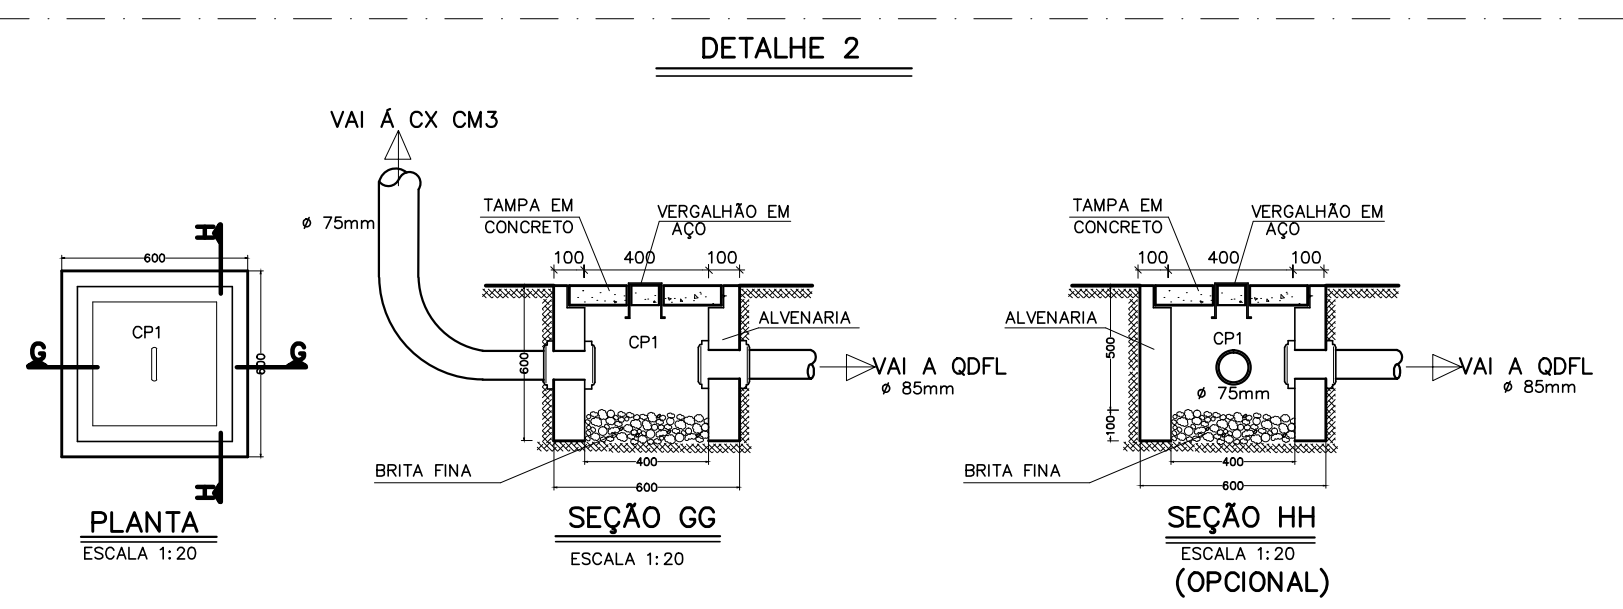 DETALHE 2
H
600
CP1
G
G
600
H
PLANTA
ESCALA 1:20
VAI Á CX CM3
ø 75mm
TAMPA EM
CONCRETO
VERGALHÃO EM
AÇO
100
400
100
ALVENARIA
600
CP1
VAI A QDFL
ø 85mm
BRITA FINA
400
600
SEÇÃO GG
ESCALA 1:20
TAMPA EM
CONCRETO
VERGALHÃO EM
AÇO
100
400
100
ALVENARIA
500
CP1
ø 75mm
VAI A QDFL
ø 85mm
100
BRITA FINA
400
600
SEÇÃO HH
ESCALA 1:20
(OPCIONAL)